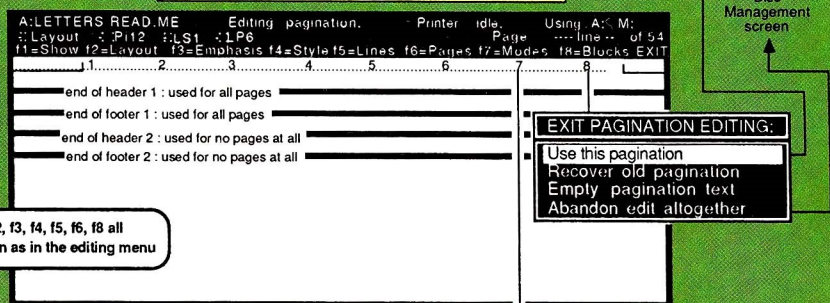 Disc
Management
screen
A:LETTERS READ.ME Editing pagination. Printer idle. Using A: M:
Layout Pi12 LS1 LP6 Page ---- line -- of 54
f1=Show f2=Layout f3=Emphasis f4=Style f5=Lines f6=Pages f7=Modes f8=Blocks EXIT
1 2 3 4 5 6 7 8
end of header 1 : used for all pages
end of footer 1 : used for all pages
end of header 2 : used for no pages at all
end of footer 2 : used for no pages at all
EXIT PAGINATION EDITING:
Use this pagination
Recover old pagination
Empty pagination text
Abandon edit altogether
2, f3, f4, f5, f6, f8 all
n as in the editing menu